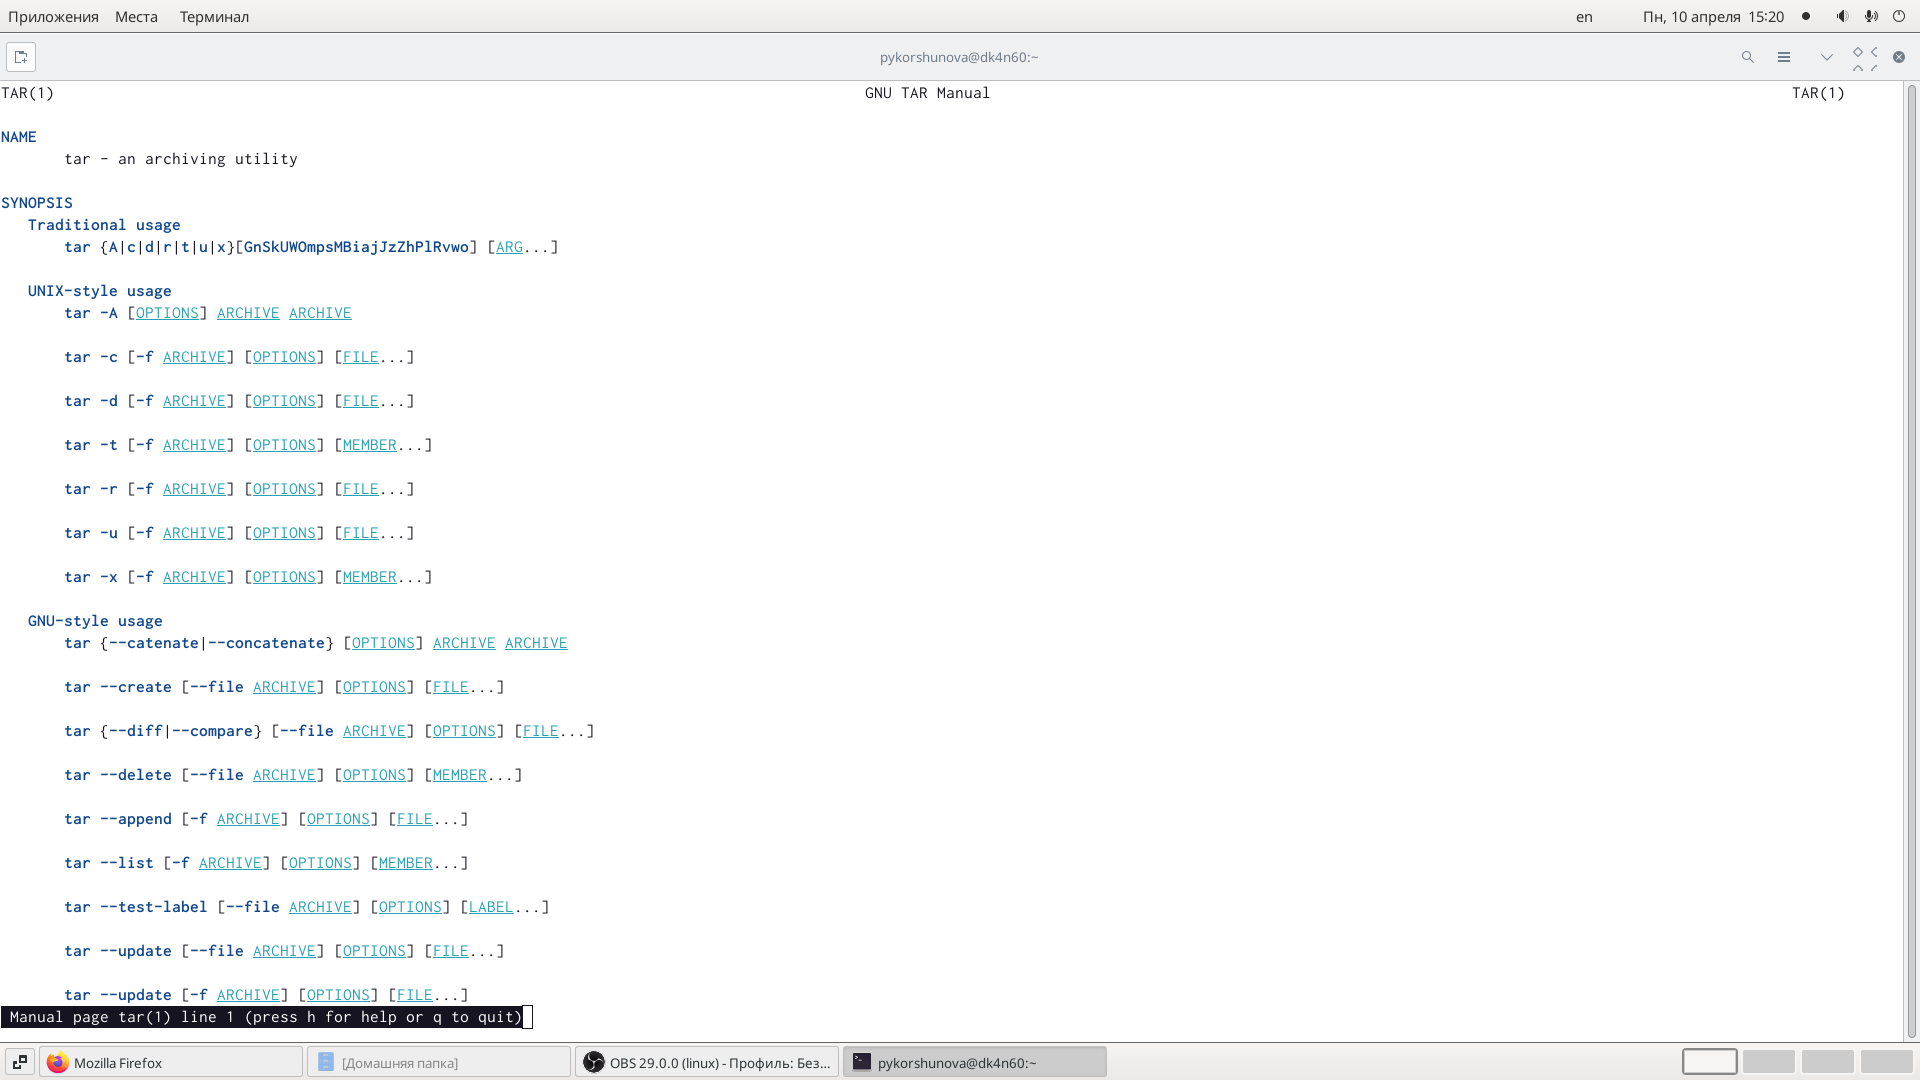 Приложения Места Терминал en Пн, 10 апреля 15:20
pykorshunova@dk4n60:~
TAR(1) GNU TAR Manual TAR(1)
NAME
tar - an archiving utility
SYNOPSIS
Traditional usage
tar {A|c|d|r|t|u|x}[GnSkUWOmpsMBiajJzZhPlRvwo] [ARG...]
UNIX-style usage
tar -A [OPTIONS] ARCHIVE ARCHIVE
tar -c [-f ARCHIVE] [OPTIONS] [FILE...]
tar -d [-f ARCHIVE] [OPTIONS] [FILE...]
tar -t [-f ARCHIVE] [OPTIONS] [MEMBER...]
tar -r [-f ARCHIVE] [OPTIONS] [FILE...]
tar -u [-f ARCHIVE] [OPTIONS] [FILE...]
tar -x [-f ARCHIVE] [OPTIONS] [MEMBER...]
GNU-style usage
tar {--catenate|--concatenate} [OPTIONS] ARCHIVE ARCHIVE
tar --create [--file ARCHIVE] [OPTIONS] [FILE...]
tar {--diff|--compare} [--file ARCHIVE] [OPTIONS] [FILE...]
tar --delete [--file ARCHIVE] [OPTIONS] [MEMBER...]
tar --append [-f ARCHIVE] [OPTIONS] [FILE...]
tar --list [-f ARCHIVE] [OPTIONS] [MEMBER...]
tar --test-label [--file ARCHIVE] [OPTIONS] [LABEL...]
tar --update [--file ARCHIVE] [OPTIONS] [FILE...]
tar --update [-f ARCHIVE] [OPTIONS] [FILE...]
Manual page tar(1) line 1 (press h for help or q to quit)
Mozilla Firefox [Домашняя папка] OBS 29.0.0 (linux) - Профиль: Без... pykorshunova@dk4n60:~